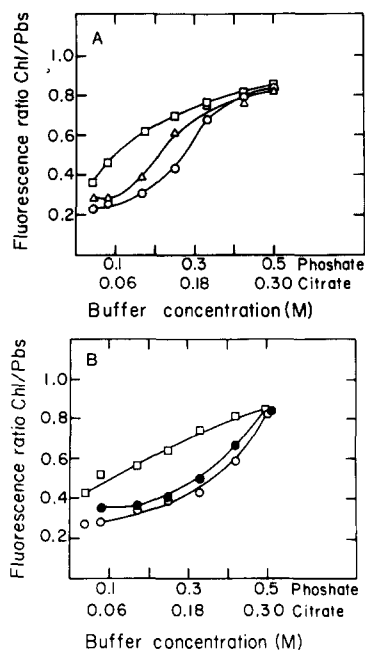 A
Fluorescence ratio Chl/Pbs
1.0
0.8
0.6
0.4
0.2
0.1 0.3 0.5 Phoshate
0.06 0.18 0.30 Citrate
Buffer concentration (M)
B
Fluorescence ratio Chl/Pbs
1.0
0.8
0.6
0.4
0.2
0.1 0.3 0.5 Phoshate
0.06 0.18 0.30 Citrate
Buffer concentration (M)